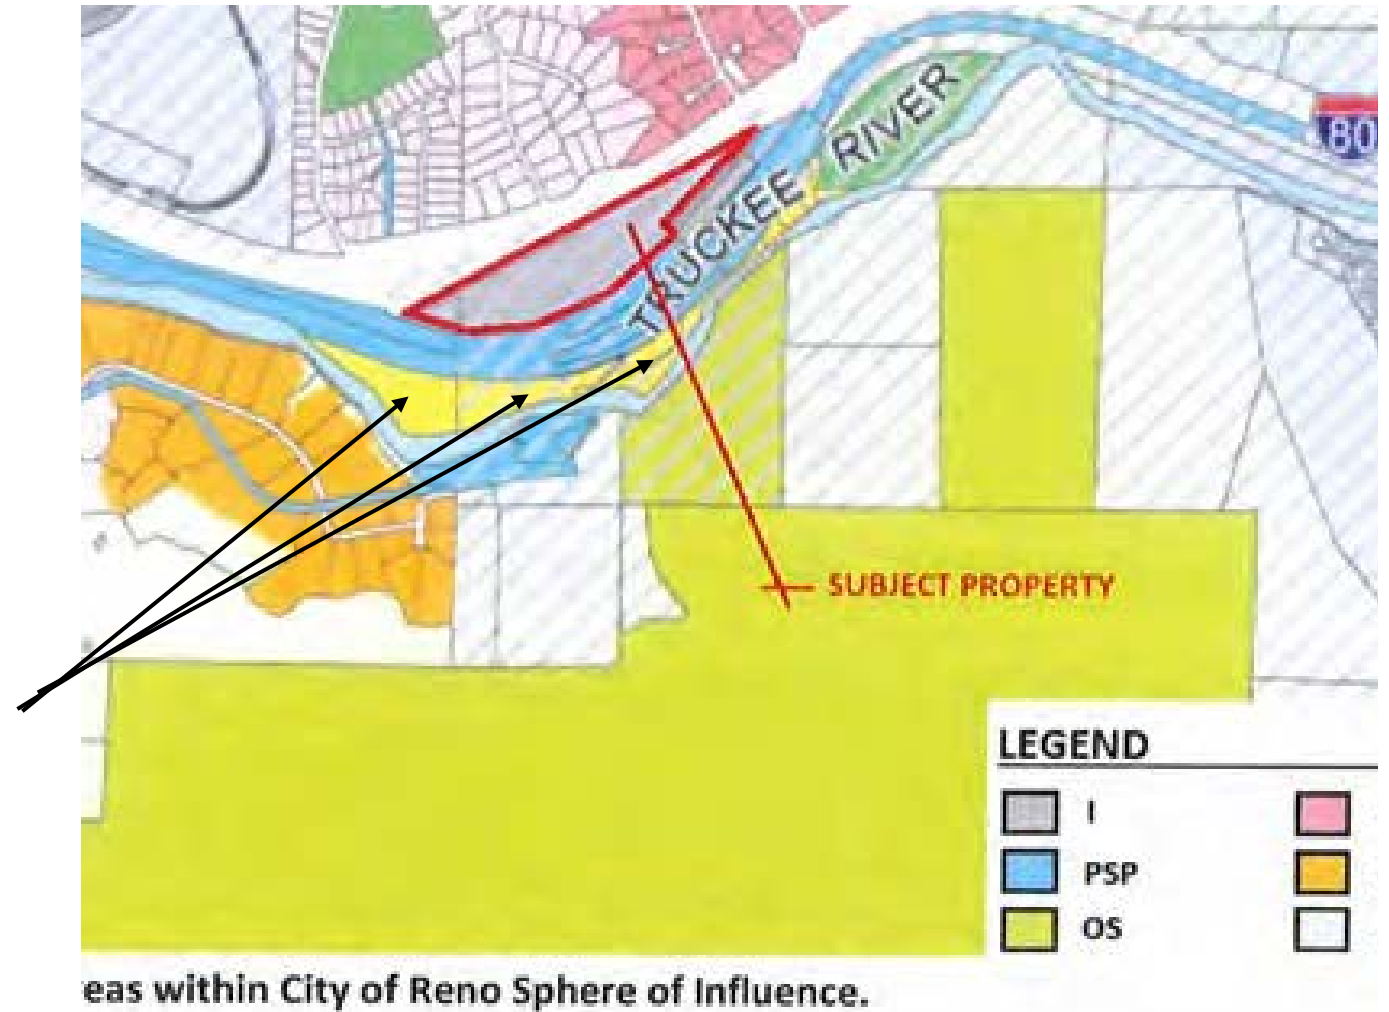 TRUCKEE RIVER
80
SUBJECT PROPERTY
LEGEND
I
PSP
OS
eas within City of Reno Sphere of Influence.